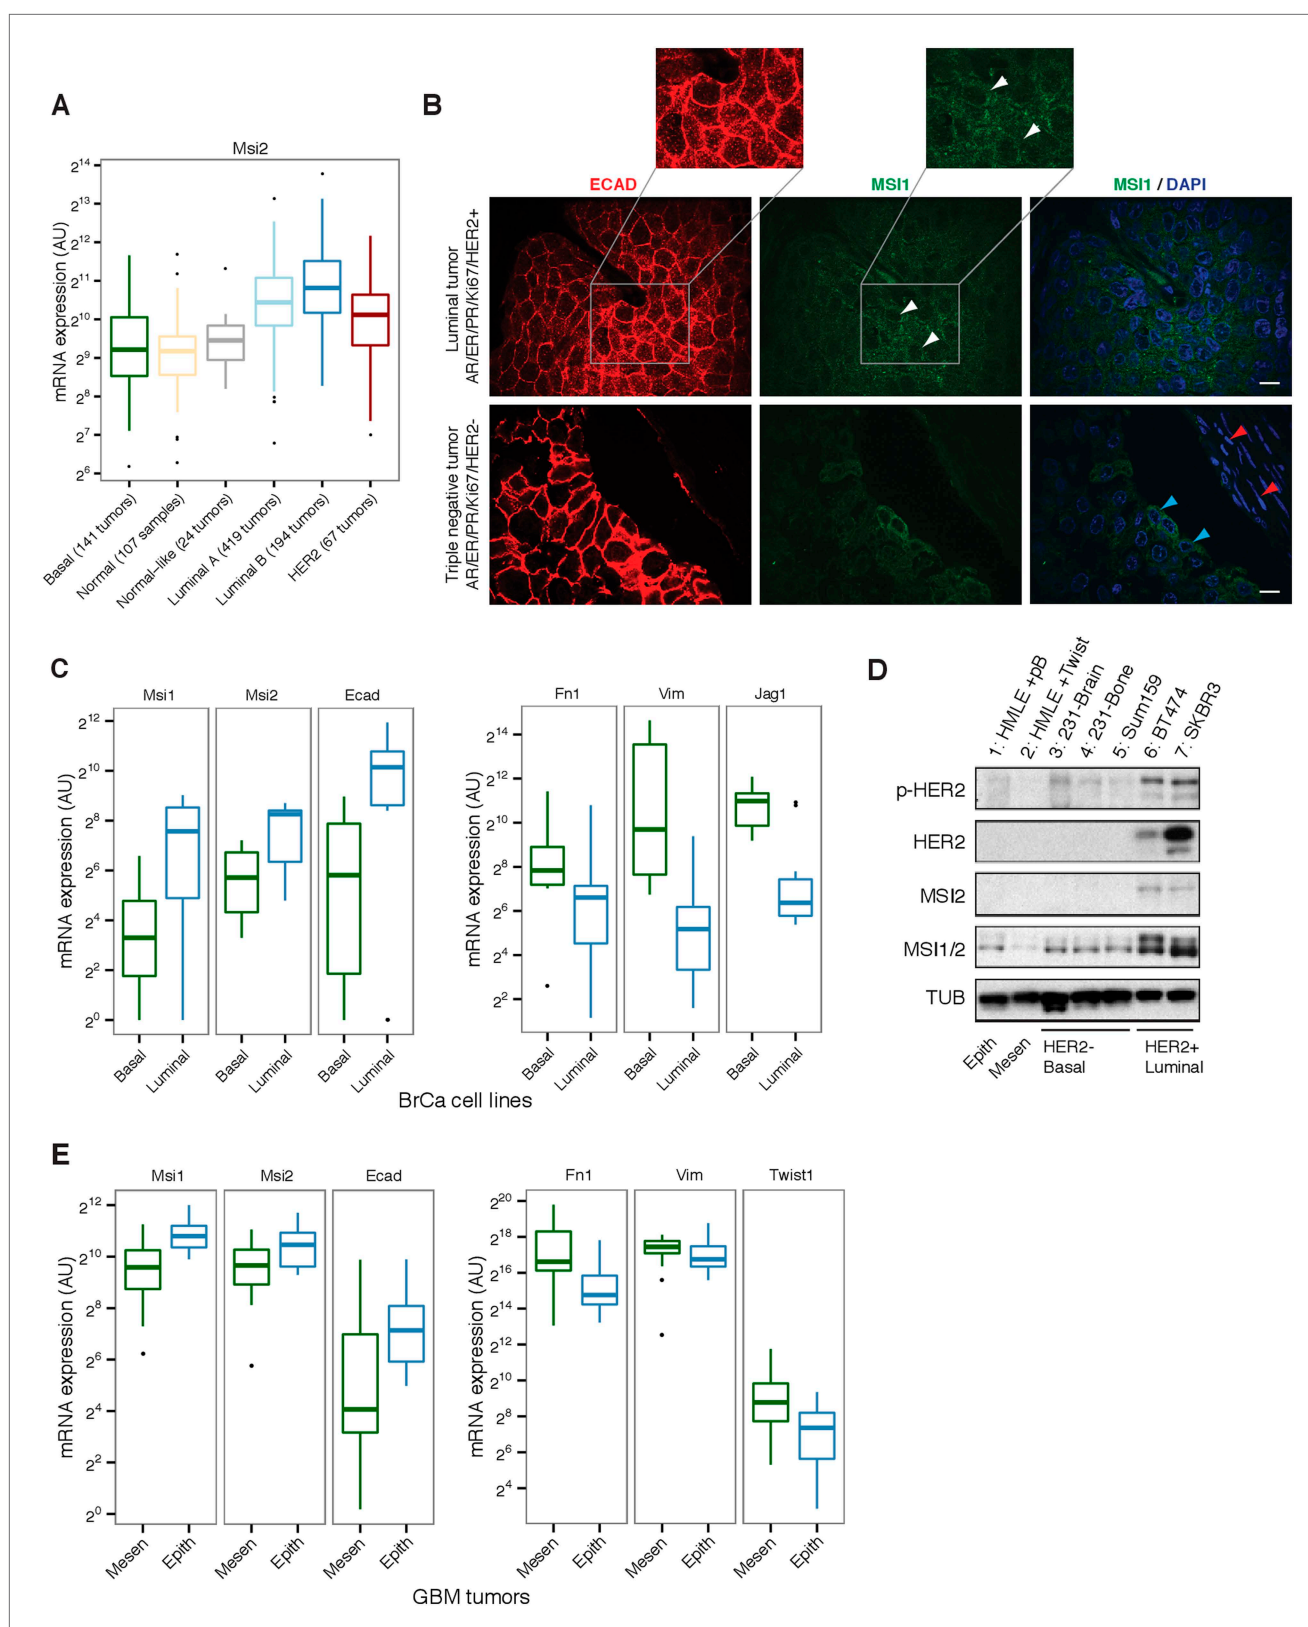 A
Msi2
mRNA expression (AU)
2^14
2^13
2^12
2^11
2^10
2^9
2^8
2^7
2^6
Basal (141 tumors)
Normal (107 samples)
Normal-like (24 tumors)
Luminal A (419 tumors)
Luminal B (194 tumors)
HER2 (67 tumors)
B
ECAD
MSI1
MSI1 / DAPI
Luminal tumor
AR/ER/PR/Ki67/HER2+
Triple negative tumor
AR/ER/PR/Ki67/HER2-
C
Msi1
Msi2
Ecad
mRNA expression (AU)
2^12
2^10
2^8
2^6
2^4
2^2
2^0
Basal
Luminal
Basal
Luminal
Basal
Luminal
Fn1
Vim
Jag1
mRNA expression (AU)
2^14
2^12
2^10
2^8
2^6
2^4
2^2
Basal
Luminal
Basal
Luminal
Basal
Luminal
BrCa cell lines
D
1: HMLE +pB
2: HMLE +Twist
3: 231-Brain
4: 231-Bone
5: Sum159
6: BT474
7: SKBR3
p-HER2
HER2
MSI2
MSI1/2
TUB
Epith
Mesen
HER2-
Basal
HER2+
Luminal
E
Msi1
Msi2
Ecad
mRNA expression (AU)
2^12
2^10
2^8
2^6
2^4
2^2
2^0
Mesen
Epith
Mesen
Epith
Mesen
Epith
Fn1
Vim
Twist1
mRNA expression (AU)
2^20
2^18
2^16
2^14
2^12
2^10
2^8
2^6
2^4
Mesen
Epith
Mesen
Epith
Mesen
Epith
GBM tumors